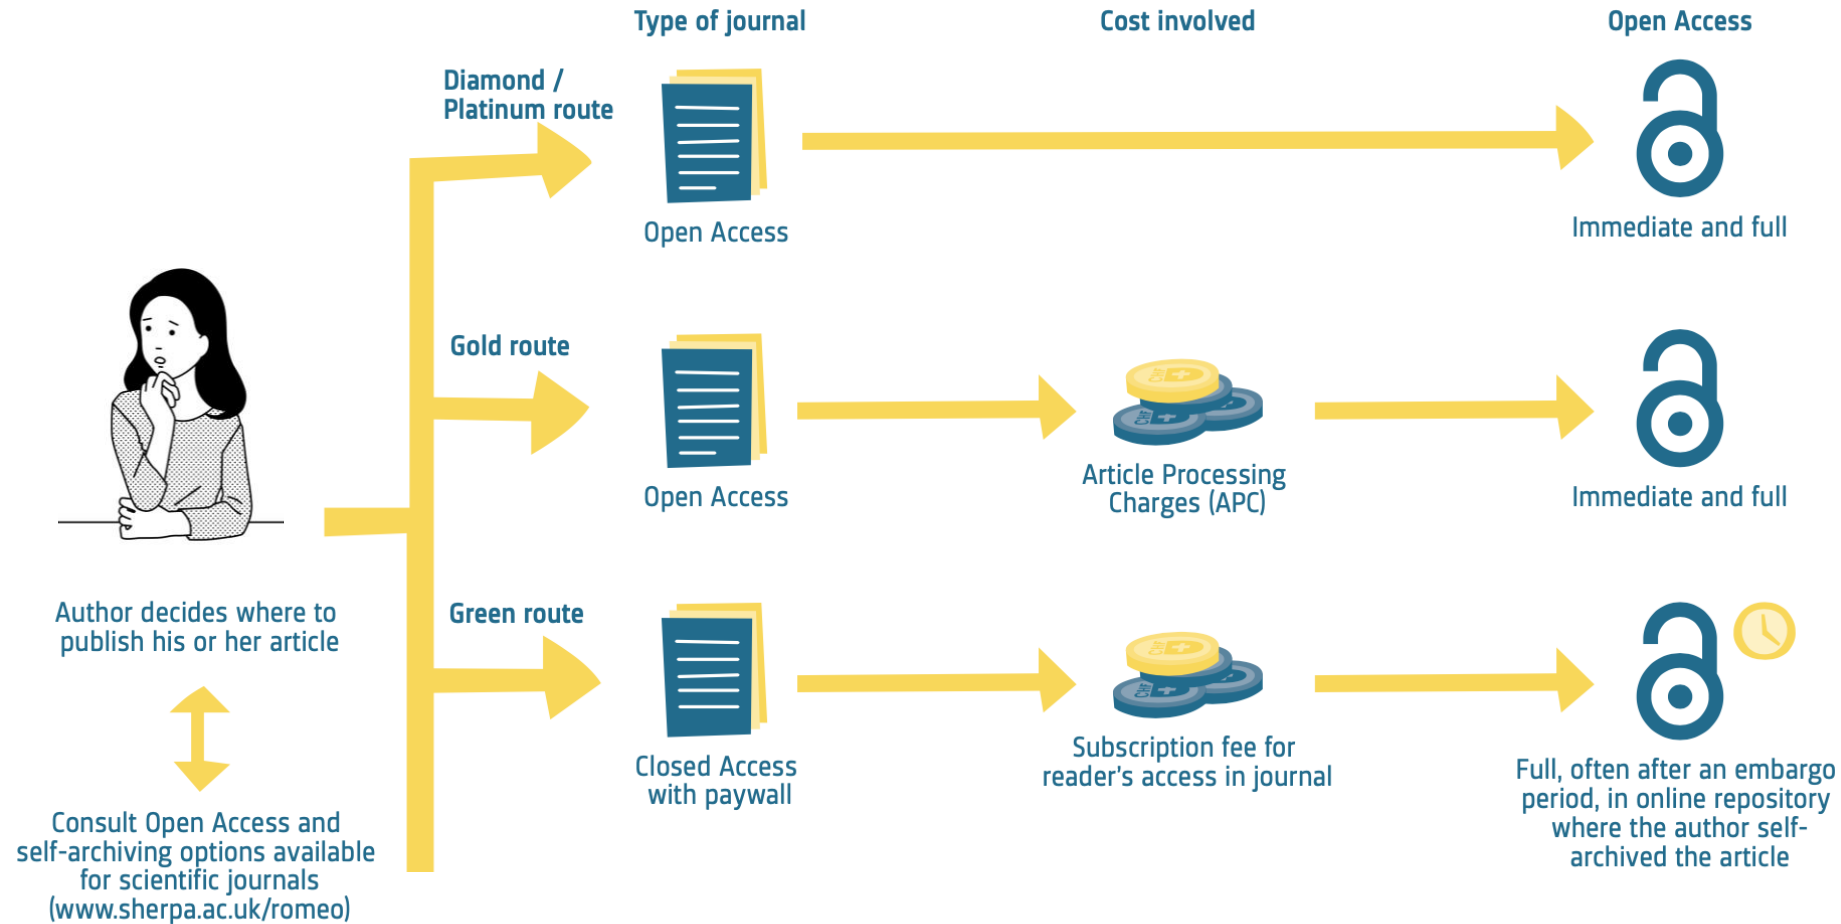 Type of journal
Cost involved
Open Access
Diamond /
Platinum route
Open Access
Immediate and full
Gold route
Open Access
CHF
CHF
Article Processing
Charges (APC)
Immediate and full
Green route
Closed Access
with paywall
CHF
CHF
Subscription fee for
reader's access in journal
Full, often after an embargo
period, in online repository
where the author self-
archived the article
Author decides where to
publish his or her article
Consult Open Access and
self-archiving options available
for scientific journals
(www.sherpa.ac.uk/romeo)